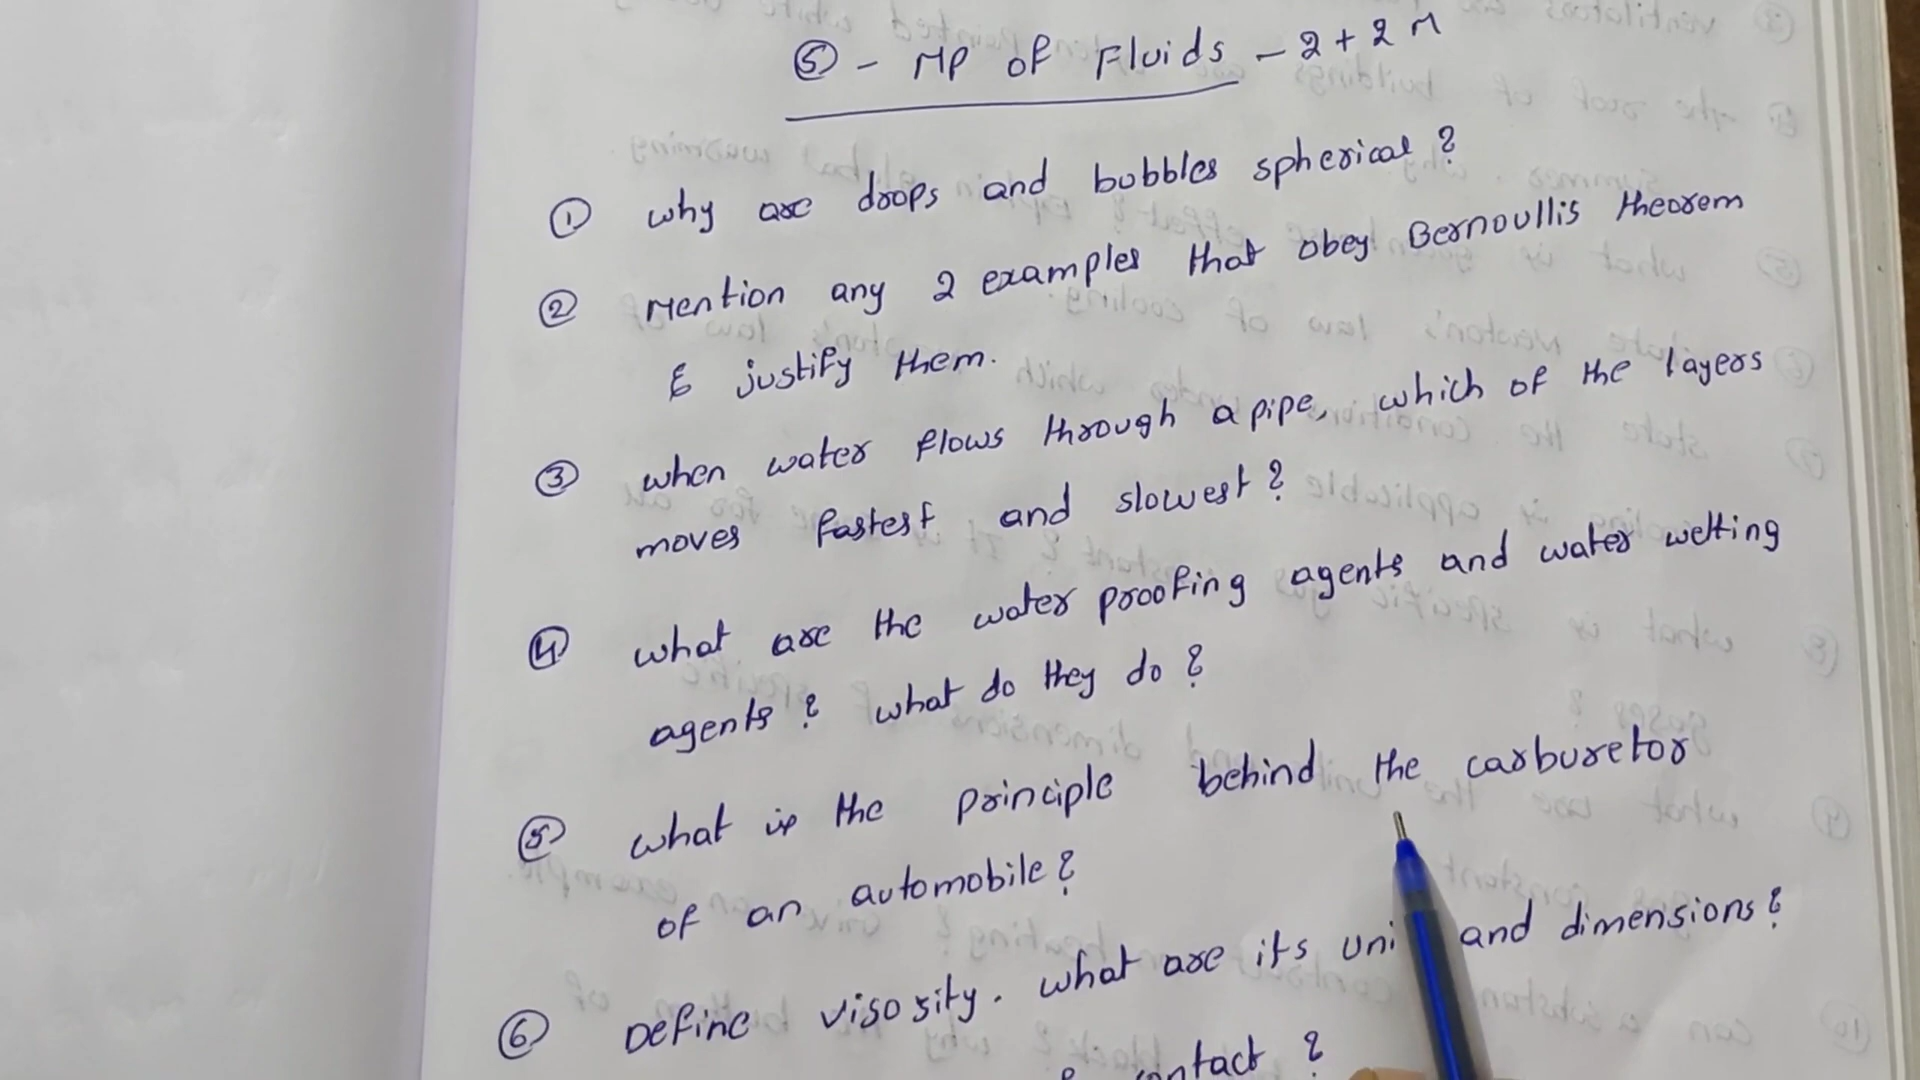 ⑤ - MP of Fluids - 2 + 2 M
① why are drops and bubbles spherical ?
② Mention any 2 examples that obey Bernoullis theorem
& justify them.
③ when water flows through a pipe, which of the layers
moves fastest and slowest ?
④ what are the water proofing agents and water wetting
agents ? what do they do ?
⑤ what is the principle behind the carburetor
of an automobile ?
⑥ Define visosity. what are its uni and dimensions ?
ontact ?